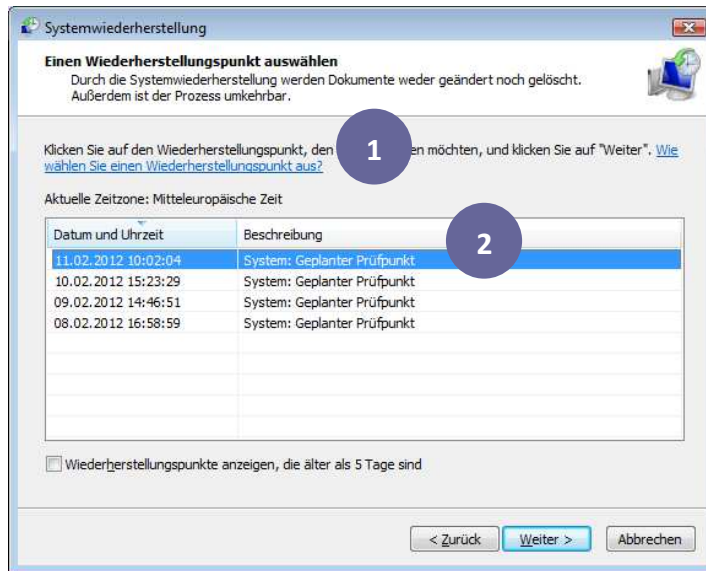 Systemwiederherstellung
Einen Wiederherstellungspunkt auswählen
Durch die Systemwiederherstellung werden Dokumente weder geändert noch gelöscht.
Außerdem ist der Prozess umkehrbar.
1
Klicken Sie auf den Wiederherstellungspunkt, den en möchten, und klicken Sie auf "Weiter". Wie
wählen Sie einen Wiederherstellungspunkt aus?
Aktuelle Zeitzone: Mitteleuropäische Zeit
2
Datum und Uhrzeit Beschreibung
11.02.2012 10:02:04 System: Geplanter Prüfpunkt
10.02.2012 15:23:29 System: Geplanter Prüfpunkt
09.02.2012 14:46:51 System: Geplanter Prüfpunkt
08.02.2012 16:58:59 System: Geplanter Prüfpunkt
Wiederherstellungspunkte anzeigen, die älter als 5 Tage sind
< Zurück Weiter > Abbrechen